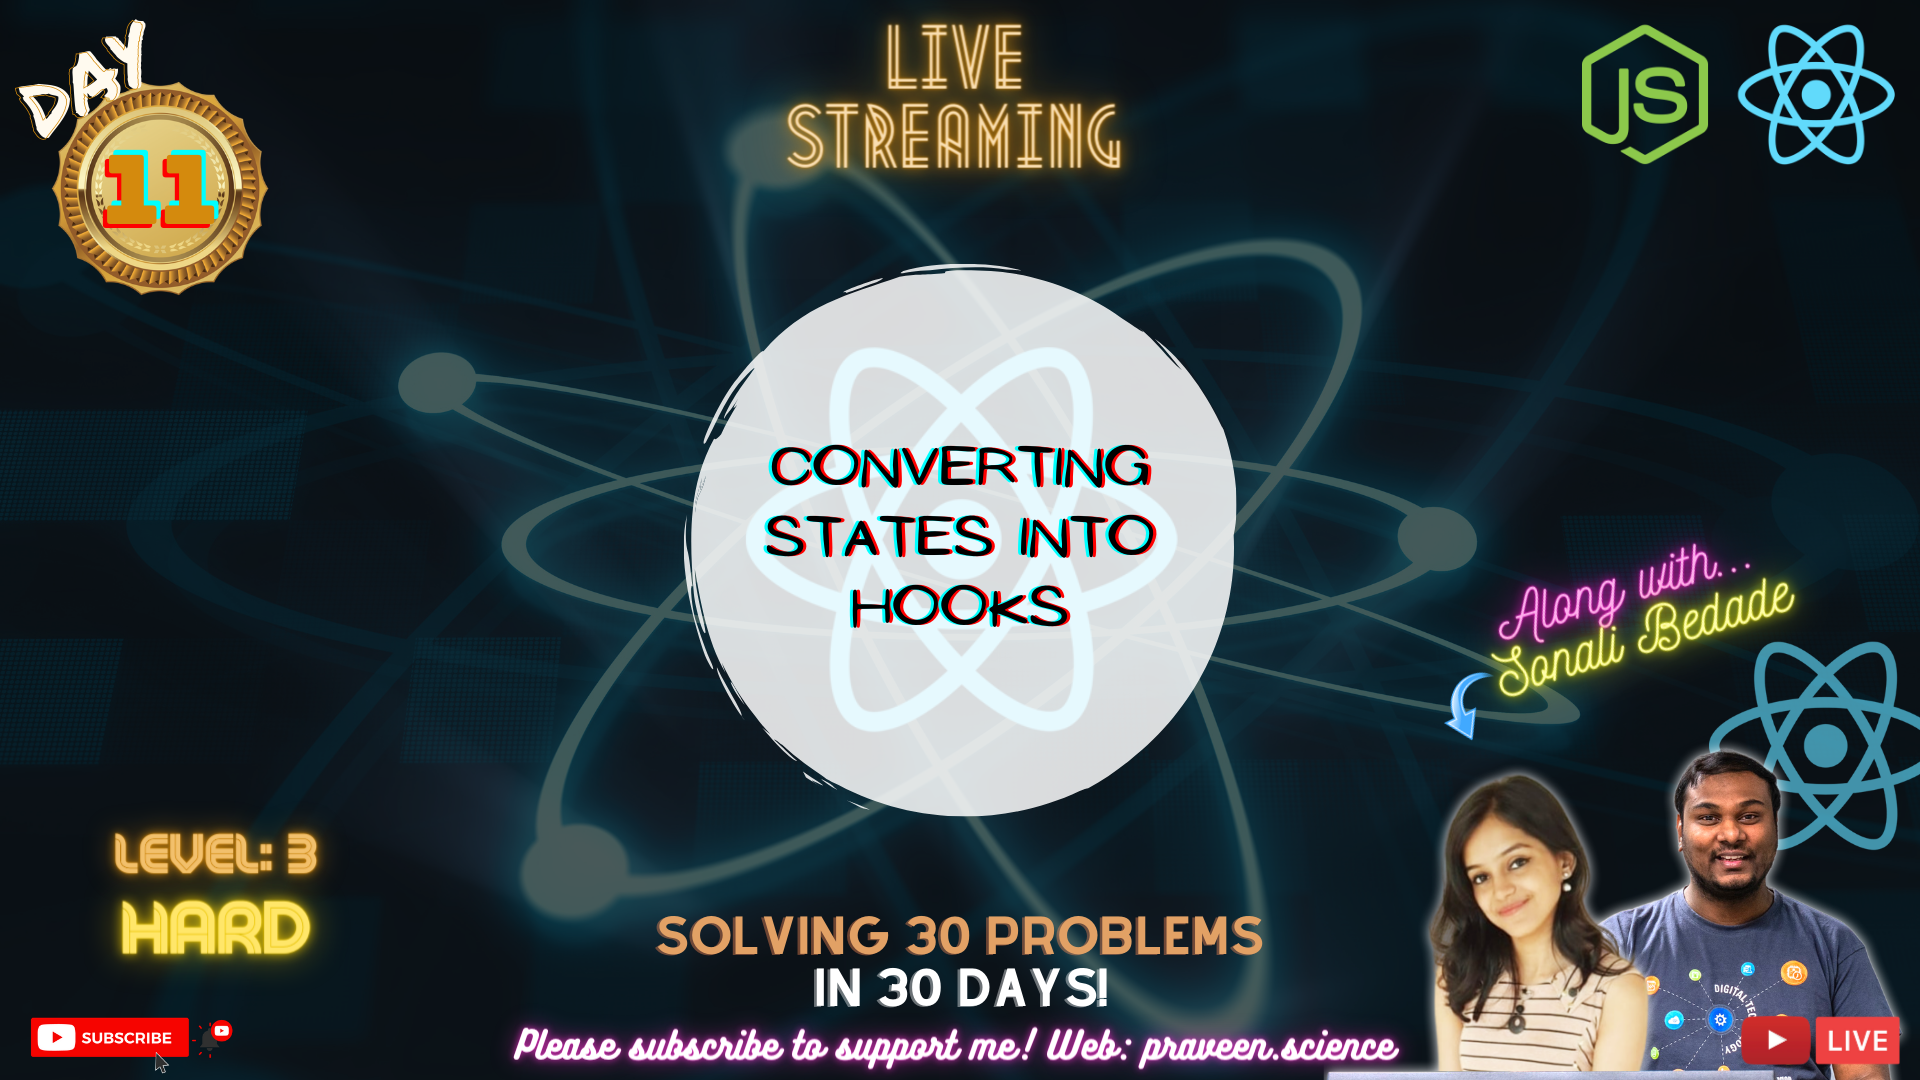 DAY
11
LIVE
STREAMING
JS
CONVERTING
STATES INTO
HOOKS
Along with...
Sonali Bedade
LEVEL: 3
HARD
SOLVING 30 PROBLEMS
IN 30 DAYS!
Please subscribe to support me! Web: praveen.science
SUBSCRIBE
DIGITAL
LIVE